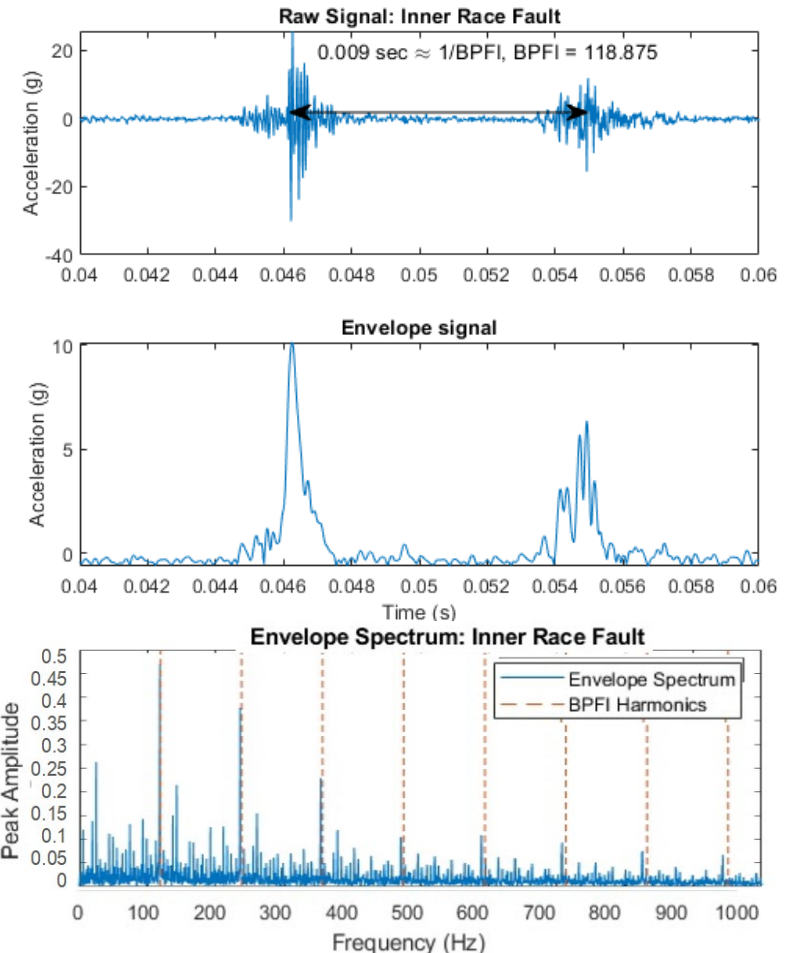 Raw Signal: Inner Race Fault
0.009 sec ≈ 1/BPFI, BPFI = 118.875
Acceleration (g)
20
0
-20
-40
0.04 0.042 0.044 0.046 0.048 0.05 0.052 0.054 0.056 0.058 0.06
Envelope signal
Acceleration (g)
10
5
0
0.04 0.042 0.044 0.046 0.048 0.05 0.052 0.054 0.056 0.058 0.06
Time (s)
Envelope Spectrum: Inner Race Fault
Peak Amplitude
0.5
0.45
0.4
0.35
0.3
0.25
0.2
0.15
0.1
0.05
0
Envelope Spectrum
BPFI Harmonics
0 100 200 300 400 500 600 700 800 900 1000
Frequency (Hz)